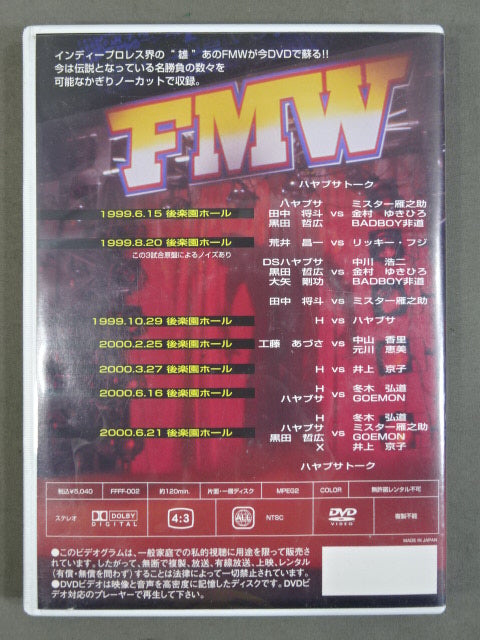 インディープロレス界の“雄”あのFMWが今DVDで蘇る!!
今は伝説となっている名勝負の数々を
可能なかぎりノーカットで収録。
FMW
ハヤブサトーク
1999.6.15 後楽園ホール
ハヤブサ
田中 将斗
黒田 哲広
vs
ミスター雁之助
金村 ゆきひろ
BADBOY非道
1999.8.20 後楽園ホール
この3試合原盤によるノイズあり
荒井 昌一 vs リッキー・フジ
DSハヤブサ
黒田 哲広
大矢 剛功
vs
中川 浩二
金村 ゆきひろ
BADBOY非道
田中 将斗 vs ミスター雁之助
1999.10.29 後楽園ホール
H vs ハヤブサ
2000.2.25 後楽園ホール
工藤 あづさ vs
中山 香里
元川 恵美
2000.3.27 後楽園ホール
H vs 井上 京子
2000.6.16 後楽園ホール
H
ハヤブサ
vs
冬木 弘道
GOEMON
2000.6.21 後楽園ホール
H
ハヤブサ
黒田 哲広
×
vs
冬木 弘道
ミスター雁之助
GOEMON
井上 京子
ハヤブサトーク
税込¥5,040 FFFF-002 約120min. 片面・一層ディスク MPEG2 COLOR 無許諾レンタル不可
ステレオ DOLBY DIGITAL 4:3 ALL NTSC DVD VIDEO 複製不能
MADE IN JAPAN
●このビデオグラムは、一般家庭での私的視聴に用途を限って販売さ
れています。したがって、無断で複製、放送、有線放送、上映、レンタル
(有償・無償を問わず)することは法律によって一切禁止されています。
●DVDビデオは映像と音声を高密度に記憶したディスクです。DVDビ
デオ対応のプレーヤーで再生して下さい。